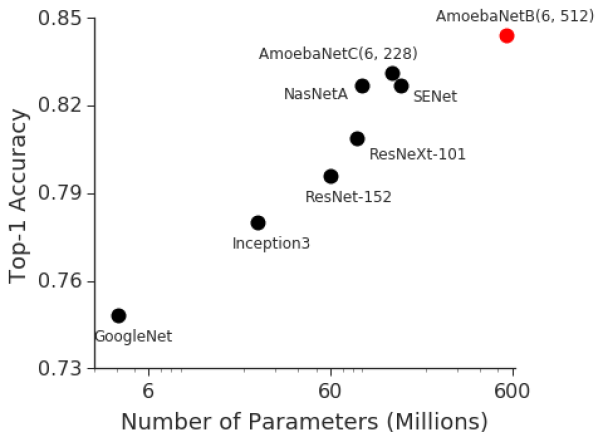 0.85
AmoebaNetB(6, 512)
AmoebaNetC(6, 228)
NasNetA
SENet
0.82
ResNeXt-101
0.79
ResNet-152
Inception3
0.76
GoogleNet
0.73
6
60
600
Top-1 Accuracy
Number of Parameters (Millions)